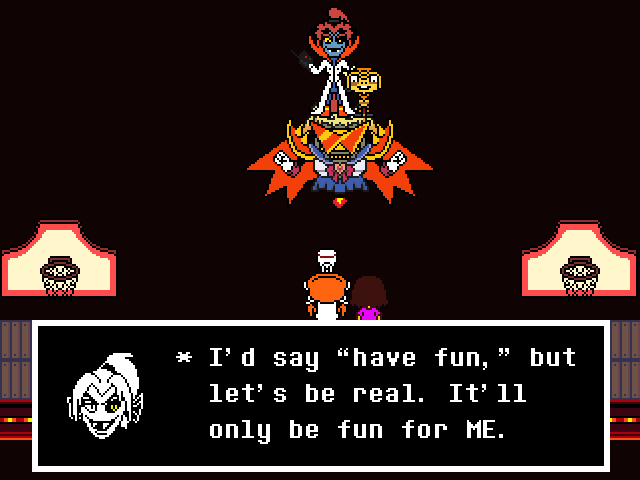 * I'd say “have fun,” but
let's be real. It'll
only be fun for ME.